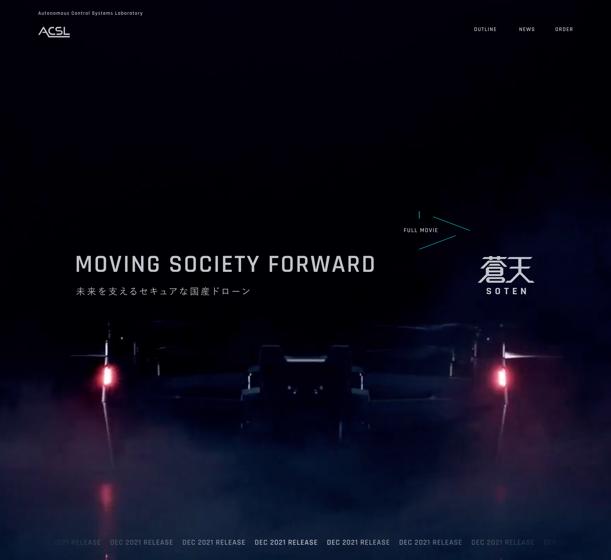 Autonomous Control Systems Laboratory
ACSL
OUTLINE NEWS ORDER
FULL MOVIE
MOVING SOCIETY FORWARD
未来を支えるセキュアな国産ドローン
蒼天
SOTEN
2021 RELEASE DEC 2021 RELEASE DEC 2021 RELEASE DEC 2021 RELEASE DEC 2021 RELEASE DEC 2021 RELEASE DEC 2021 RELEASE